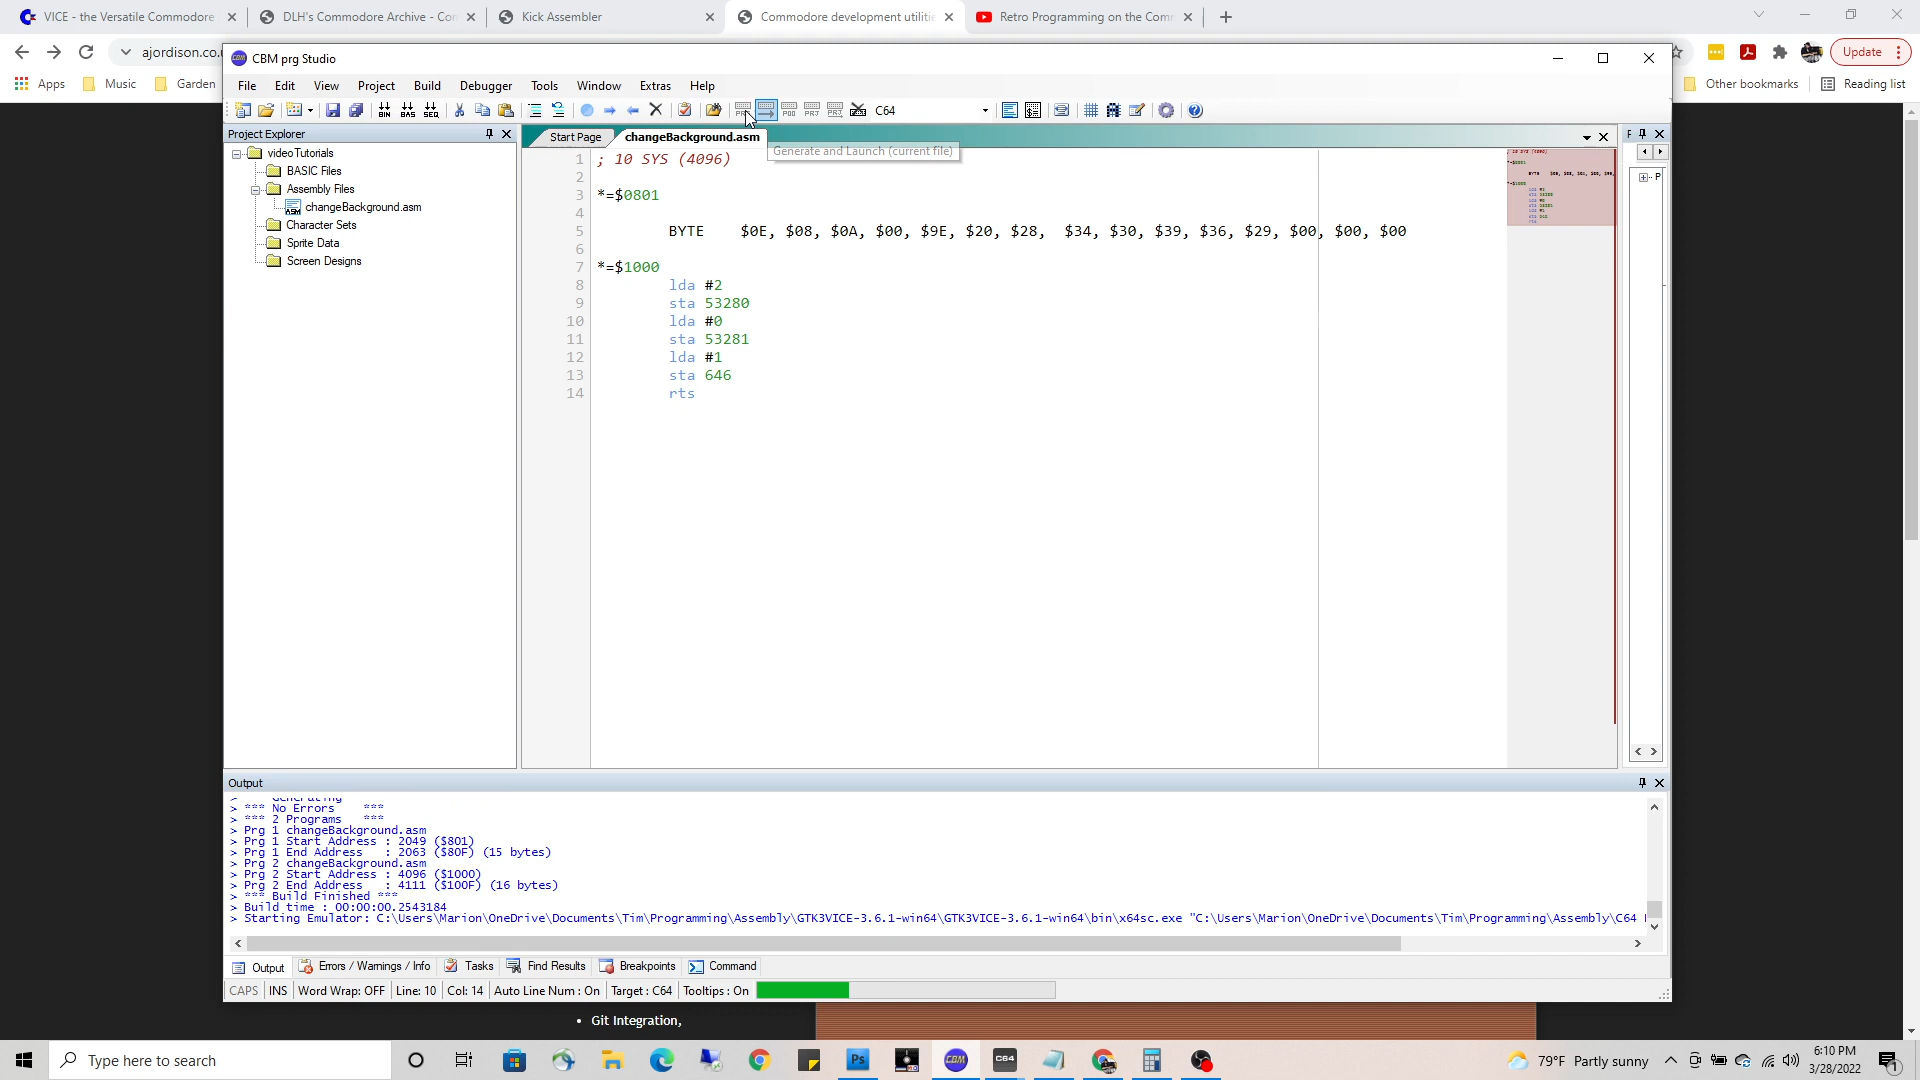 VICE - the Versatile Commodore
DLH's Commodore Archive - Con
Kick Assembler
Commodore development utilitie
Retro Programming on the Comm
ajordison.co.u
Update
Apps
Music
Garden
Other bookmarks
Reading list
CBM prg Studio
File Edit View Project Build Debugger Tools Window Extras Help
BIN BAS SEQ
C64
Project Explorer
videoTutorials
BASIC Files
Assembly Files
changeBackground.asm
Character Sets
Sprite Data
Screen Designs
Start Page
changeBackground.asm
Generate and Launch (current file)
1 ; 10 SYS (4096)
2
3 *=$0801
4
5 BYTE $0E, $08, $0A, $00, $9E, $20, $28, $34, $30, $39, $36, $29, $00, $00, $00
6
7 *=$1000
8 lda #2
9 sta 53280
10 lda #0
11 sta 53281
12 lda #1
13 sta 646
14 rts
Output
> Generating
> *** No Errors ***
> *** 2 Programs ***
> Prg 1 changeBackground.asm
> Prg 1 Start Address : 2049 ($801)
> Prg 1 End Address : 2063 ($80F) (15 bytes)
> Prg 2 changeBackground.asm
> Prg 2 Start Address : 4096 ($1000)
> Prg 2 End Address : 4111 ($100F) (16 bytes)
> *** Build Finished ***
> Build time : 00:00:00.2543184
> Starting Emulator: C:\Users\Marion\OneDrive\Documents\Tim\Programming\Assembly\GTK3VICE-3.6.1-win64\GTK3VICE-3.6.1-win64\bin\x64sc.exe "C:\Users\Marion\OneDrive\Documents\Tim\Programming\Assembly\C64
Output Errors / Warnings / Info Tasks Find Results Breakpoints Command
CAPS INS Word Wrap: OFF Line: 10 Col: 14 Auto Line Num : On Target : C64 Tooltips : On
• Git Integration,
Type here to search
Ps
CBM
C64
79°F Partly sunny
6:10 PM
3/28/2022
1